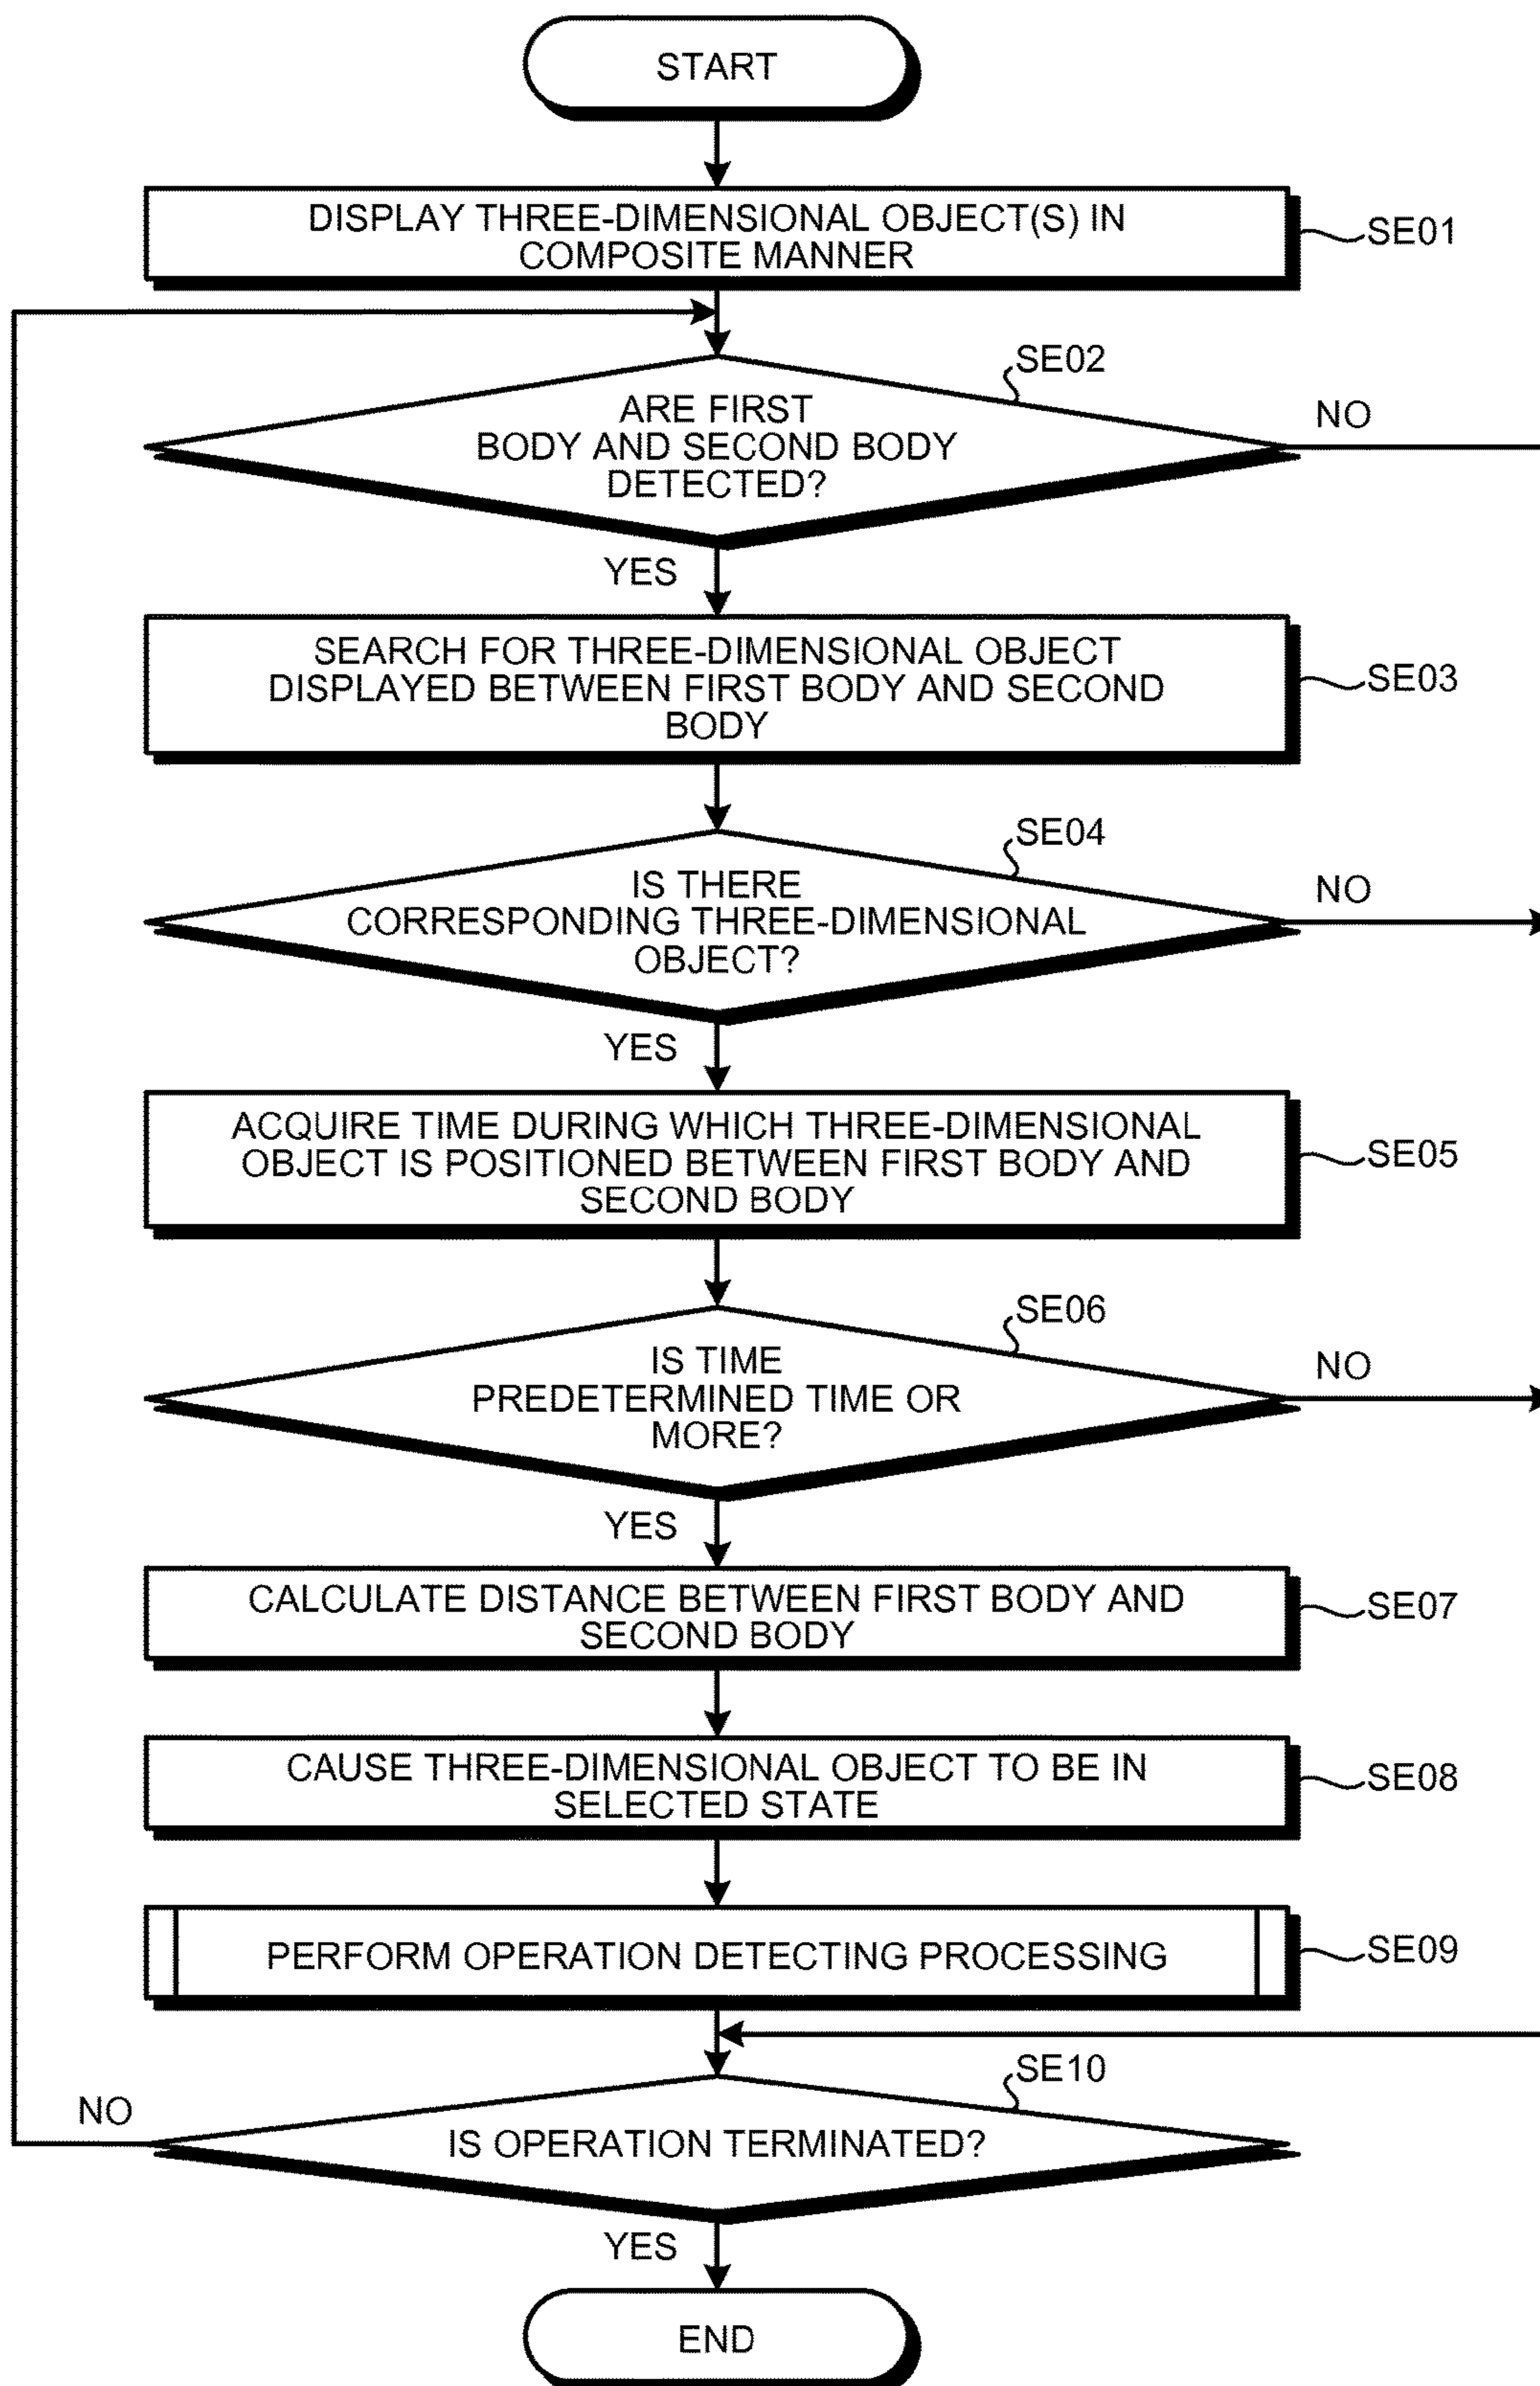 START
DISPLAY THREE-DIMENSIONAL OBJECT(S) IN
COMPOSITE MANNER
SE01
SE02
ARE FIRST
BODY AND SECOND BODY
DETECTED?
NO
YES
SEARCH FOR THREE-DIMENSIONAL OBJECT
DISPLAYED BETWEEN FIRST BODY AND SECOND
BODY
SE03
SE04
IS THERE
CORRESPONDING THREE-DIMENSIONAL
OBJECT?
NO
YES
ACQUIRE TIME DURING WHICH THREE-DIMENSIONAL
OBJECT IS POSITIONED BETWEEN FIRST BODY AND
SECOND BODY
SE05
SE06
IS TIME
PREDETERMINED TIME OR
MORE?
NO
YES
CALCULATE DISTANCE BETWEEN FIRST BODY AND
SECOND BODY
SE07
CAUSE THREE-DIMENSIONAL OBJECT TO BE IN
SELECTED STATE
SE08
PERFORM OPERATION DETECTING PROCESSING
SE09
SE10
NO
IS OPERATION TERMINATED?
YES
END